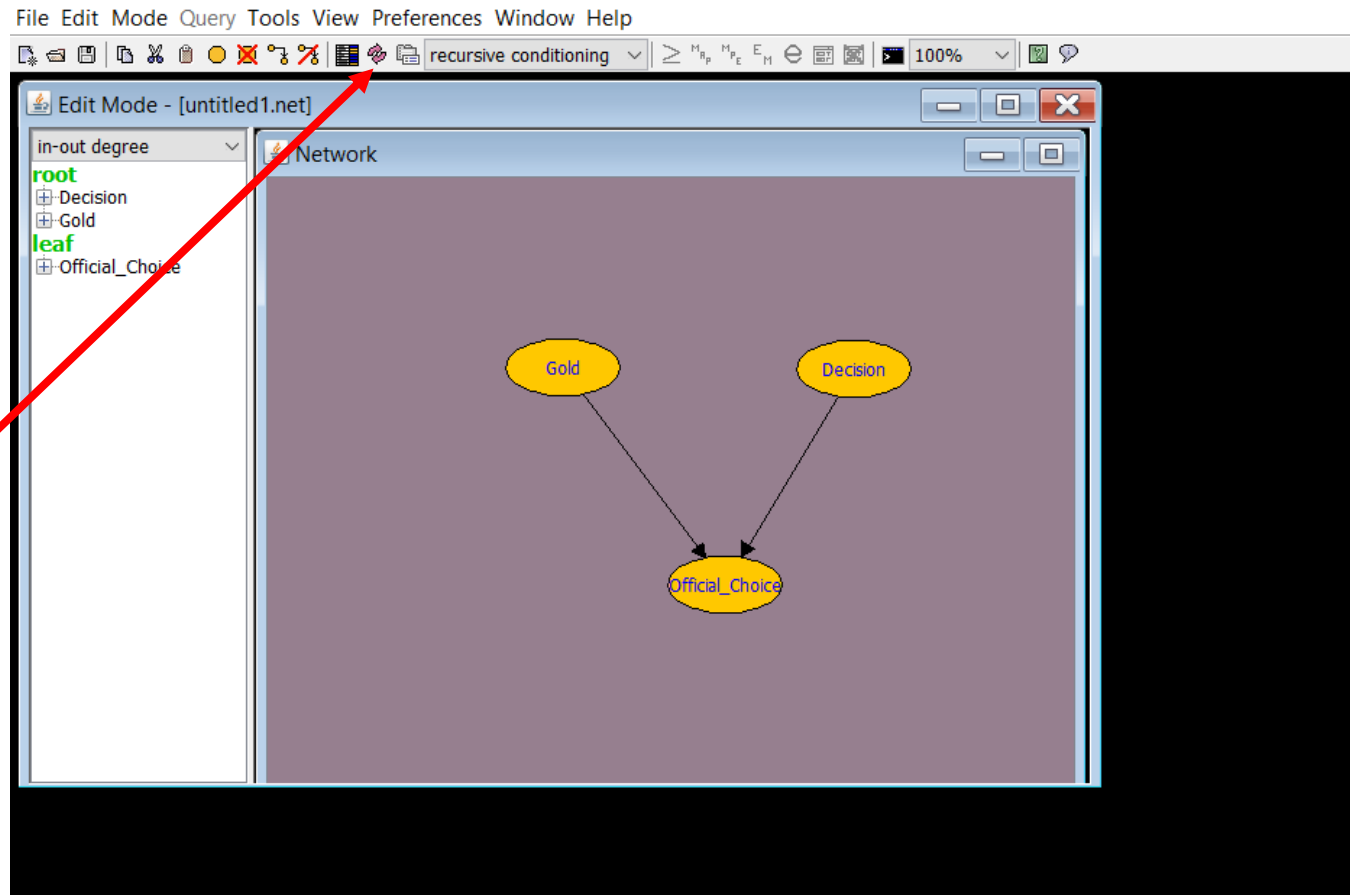 File Edit Mode Query Tools View Preferences Window Help
recursive conditioning 100%
Edit Mode - [untitled1.net]
in-out degree
Network
root
Decision
Gold
leaf
Official_Choice
Gold
Decision
Official_Choice